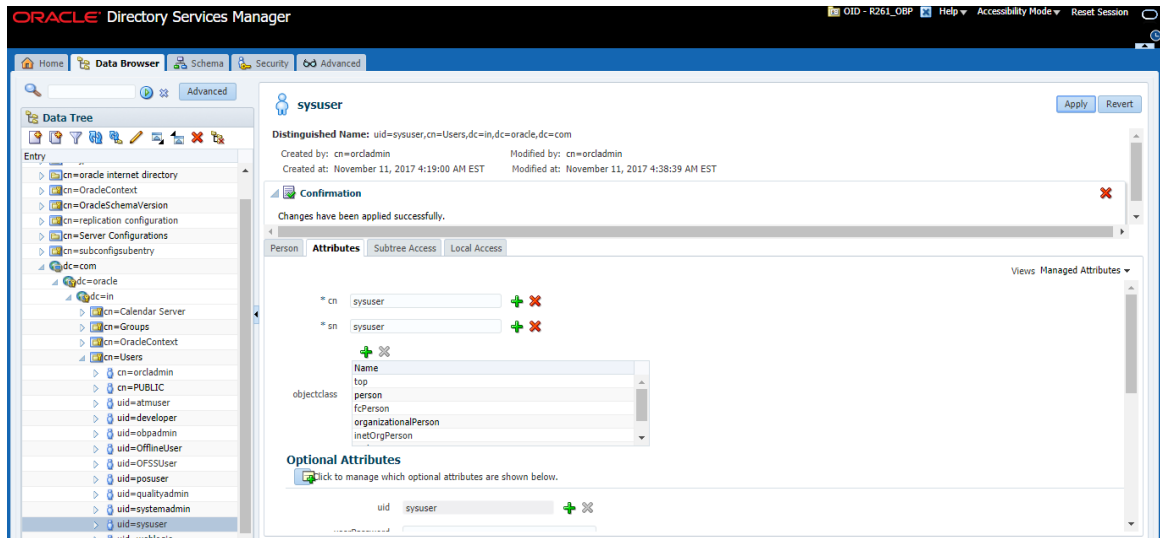 ORACLE Directory Services Manager
OID - R261_OBP Help Accessibility Mode Reset Session
Home Data Browser Schema Security Advanced
Advanced
Data Tree
Entry
cn=oracle internet directory
cn=OracleContext
cn=OracleSchemaVersion
cn=replication configuration
cn=Server Configurations
cn=subconfigsubentry
dc=com
dc=oracle
dc=in
cn=Calendar Server
cn=Groups
cn=OracleContext
cn=Users
cn=orcladmin
cn=PUBLIC
uid=atmuser
uid=developer
uid=obpadmin
uid=OfflineUser
uid=OFSSUser
uid=posuser
uid=qualityadmin
uid=systemadmin
uid=sysuser
sysuser
Apply Revert
Distinguished Name: uid=sysuser,cn=Users,dc=in,dc=oracle,dc=com
Created by: cn=orcladmin Modified by: cn=orcladmin
Created at: November 11, 2017 4:19:00 AM EST Modified at: November 11, 2017 4:38:39 AM EST
Confirmation
Changes have been applied successfully.
Person Attributes Subtree Access Local Access
Views Managed Attributes
* cn sysuser
* sn sysuser
Name
top
objectclass person
fcPerson
organizationalPerson
inetOrgPerson
Optional Attributes
Click to manage which optional attributes are shown below.
uid sysuser